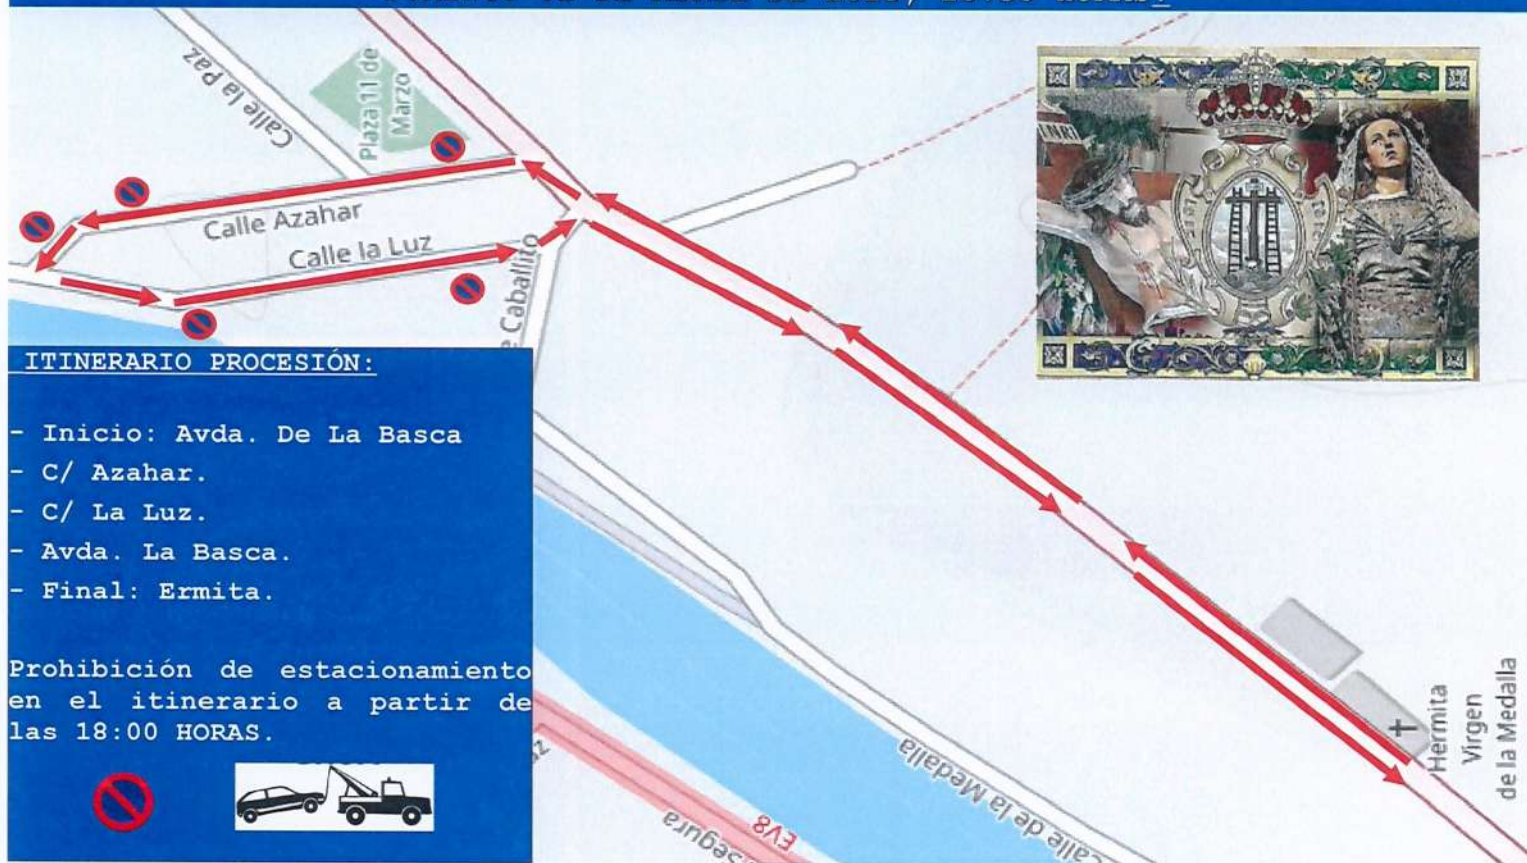 ITINERARIO PROCESIÓN:
- Inicio: Avda. De La Basca
- C/ Azahar.
- C/ La Luz.
- Avda. La Basca.
- Final: Ermita.
Prohibición de estacionamiento
en el itinerario a partir de
las 18:00 HORAS.
Calle la Paz
Plaza 11 de
Marzo
Calle Azahar
Calle la Luz
e Caballito
INRI
Calle de la Medalla
Segura
EV8
Hermita
Virgen
de la Medalla